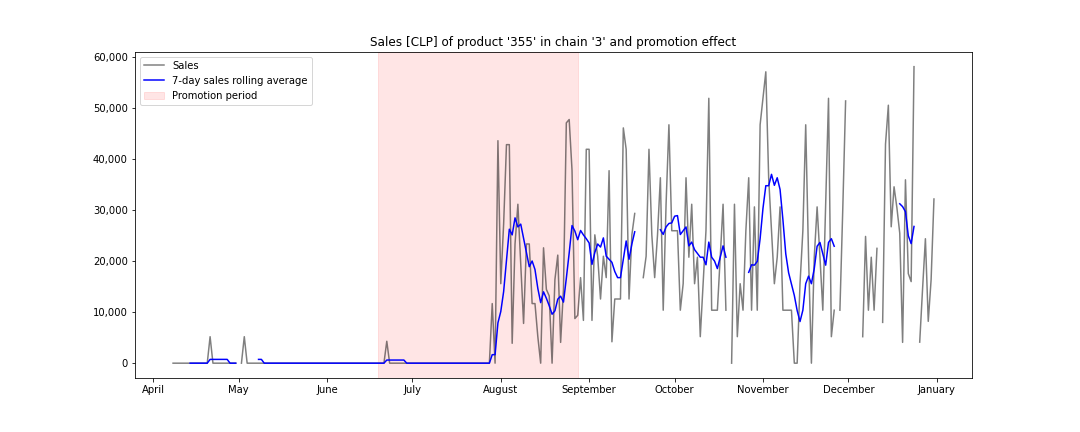 Sales [CLP] of product '355' in chain '3' and promotion effect
Sales
7-day sales rolling average
Promotion period
60,000
50,000
40,000
30,000
20,000
10,000
0
April May June July August September October November December January